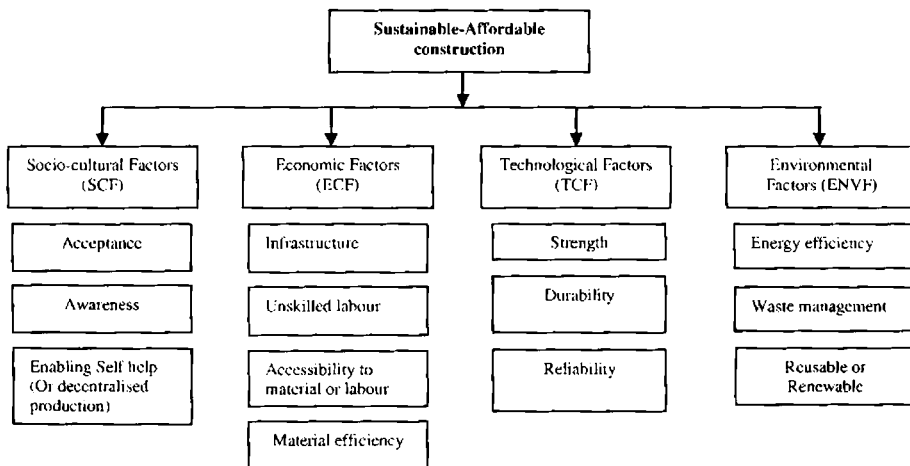 Sustainable-Affordable
construction
Socio-cultural Factors
(SCF)
Acceptance
Awareness
Enabling Self help
(Or decentralised
production)
Economic Factors
(ECF)
Infrastructure
Unskilled labour
Accessibility to
material or labour
Material efficiency
Technological Factors
(TCF)
Strength
Durability
Reliability
Environmental
Factors (ENVF)
Energy efficiency
Waste management
Reusable or
Renewable